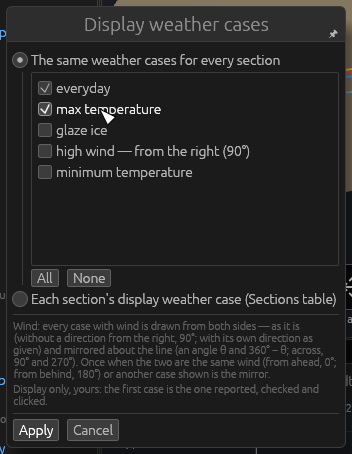 Display weather cases
The same weather cases for every section
everyday
max temperature
glaze ice
high wind — from the right (90°)
minimum temperature
All None
Each section's display weather case (Sections table)
Wind: every case with wind is drawn from both sides — as it is
(without a direction from the right, 90°; with its own direction as
given) and mirrored about the line (an angle θ and 360° − θ; across,
90° and 270°). Once when the two are the same wind (from ahead, 0°;
from behind, 180°) or another case shown is the mirror.
Display only, yours: the first case is the one reported, checked and
clicked.
Apply Cancel